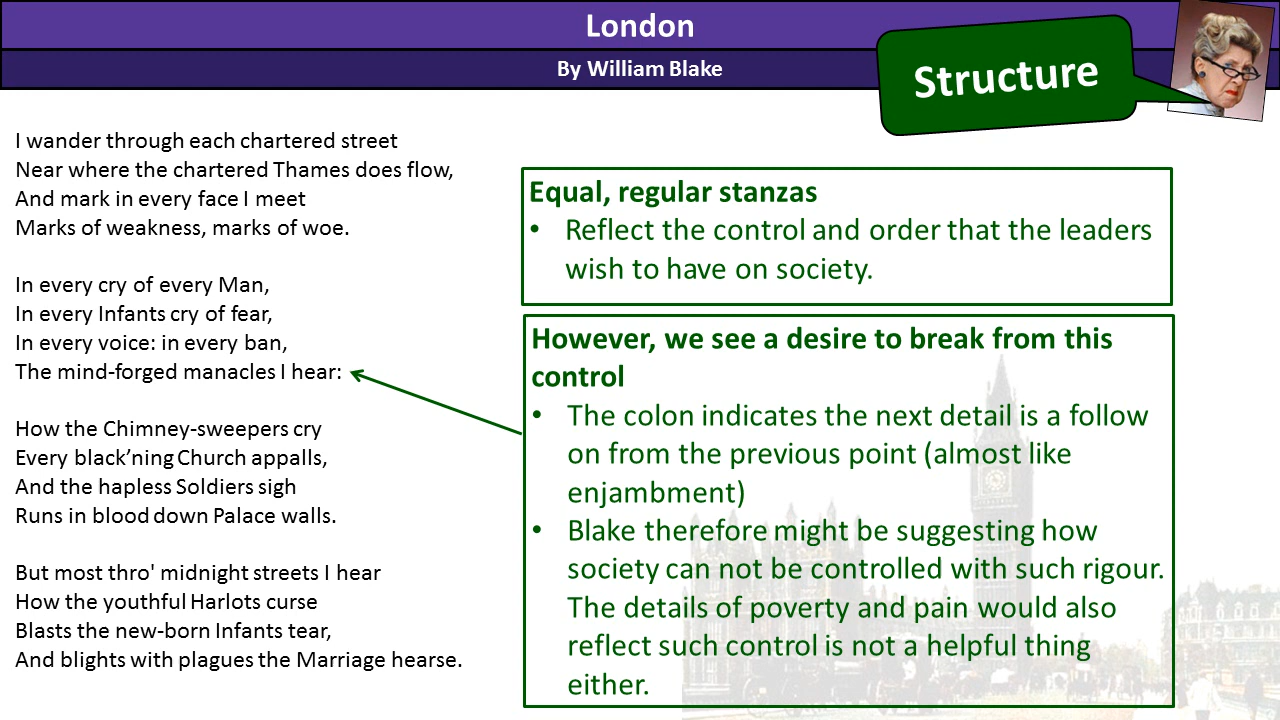 London
By William Blake
Structure
I wander through each chartered street
Near where the chartered Thames does flow,
And mark in every face I meet
Marks of weakness, marks of woe.
In every cry of every Man,
In every Infants cry of fear,
In every voice: in every ban,
The mind-forged manacles I hear:
How the Chimney-sweepers cry
Every black’ning Church appalls,
And the hapless Soldiers sigh
Runs in blood down Palace walls.
But most thro' midnight streets I hear
How the youthful Harlots curse
Blasts the new-born Infants tear,
And blights with plagues the Marriage hearse.
Equal, regular stanzas
• Reflect the control and order that the leaders
wish to have on society.
However, we see a desire to break from this
control
• The colon indicates the next detail is a follow
on from the previous point (almost like
enjambment)
• Blake therefore might be suggesting how
society can not be controlled with such rigour.
The details of poverty and pain would also
reflect such control is not a helpful thing
either.